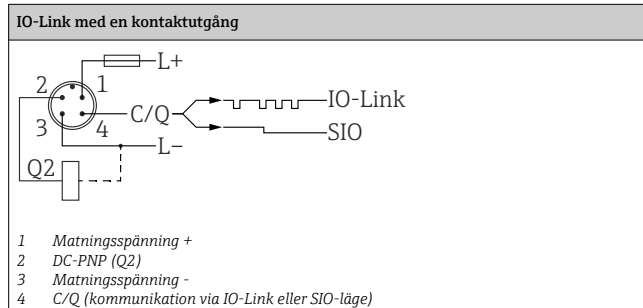 IO-Link med en kontaktutgång
L+
2 1
C/Q
IO-Link
3 4
SIO
L–
Q2
1 Matningsspänning +
2 DC-PNP (Q2)
3 Matningsspänning -
4 C/Q (kommunikation via IO-Link eller SIO-läge)